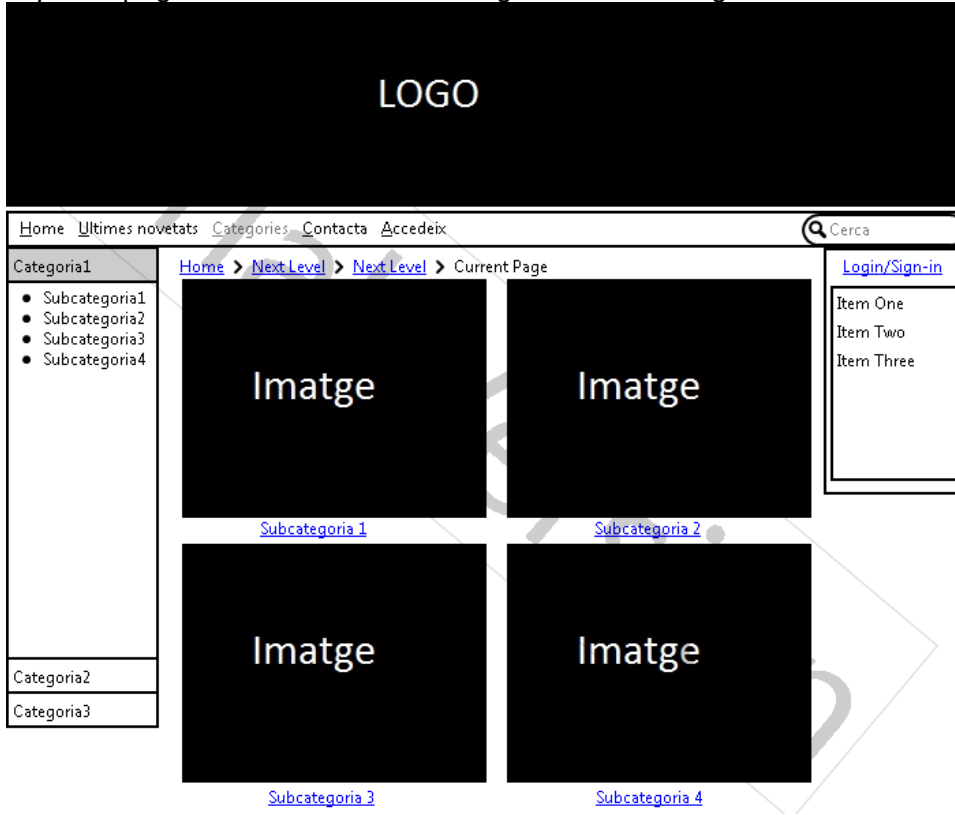 LOGO
Home Ultimes novetats Categories Contacta Accedeix
Cerca
Categoria1
Subcategoria1
Subcategoria2
Subcategoria3
Subcategoria4
Categoria2
Categoria3
Home > Next Level > Next Level > Current Page
Imatge Imatge
Subcategoria 1 Subcategoria 2
Imatge Imatge
Subcategoria 3 Subcategoria 4
Login/Sign-in
Item One
Item Two
Item Three